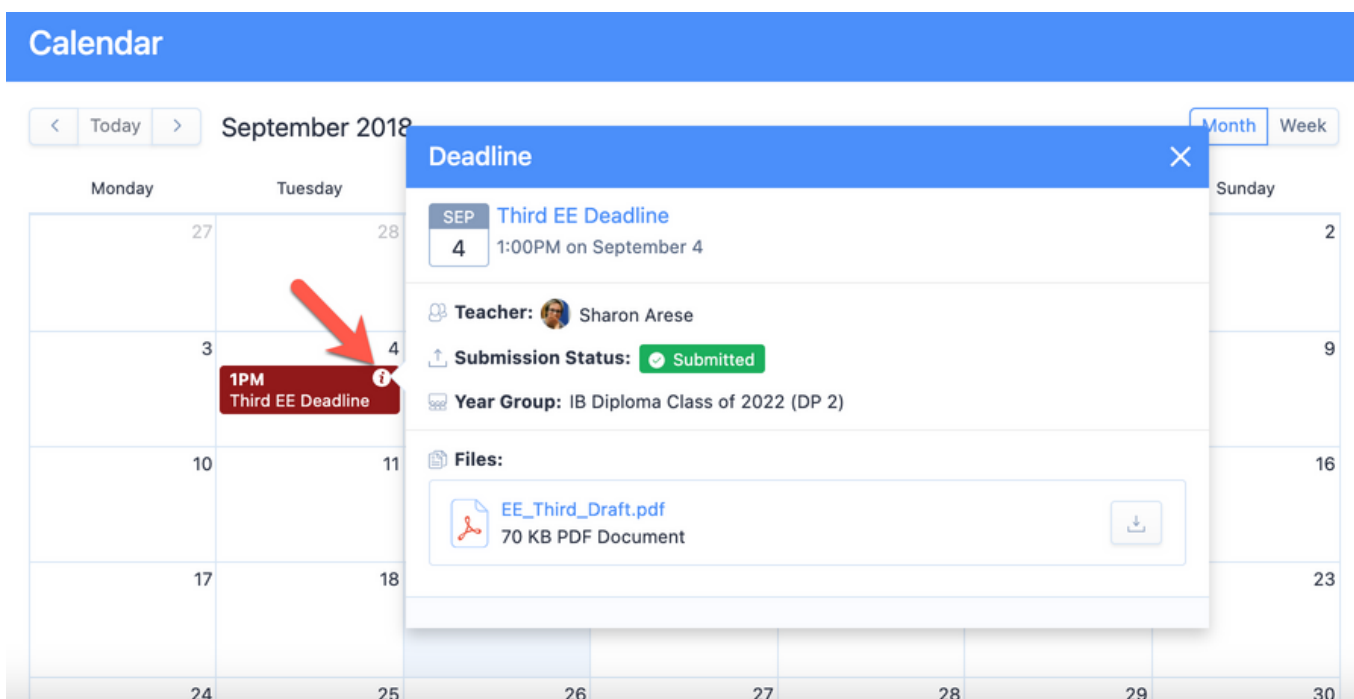 Calendar
< Today > September 2018
Month Week
Monday Tuesday Sunday
27 28 2
3 4 9
1PM
Third EE Deadline
10 11 16
17 18 23
24 25 26 27 28 29 30
Deadline
SEP
4
Third EE Deadline
1:00PM on September 4
Teacher: Sharon Arese
Submission Status: Submitted
Year Group: IB Diploma Class of 2022 (DP 2)
Files:
EE_Third_Draft.pdf
70 KB PDF Document